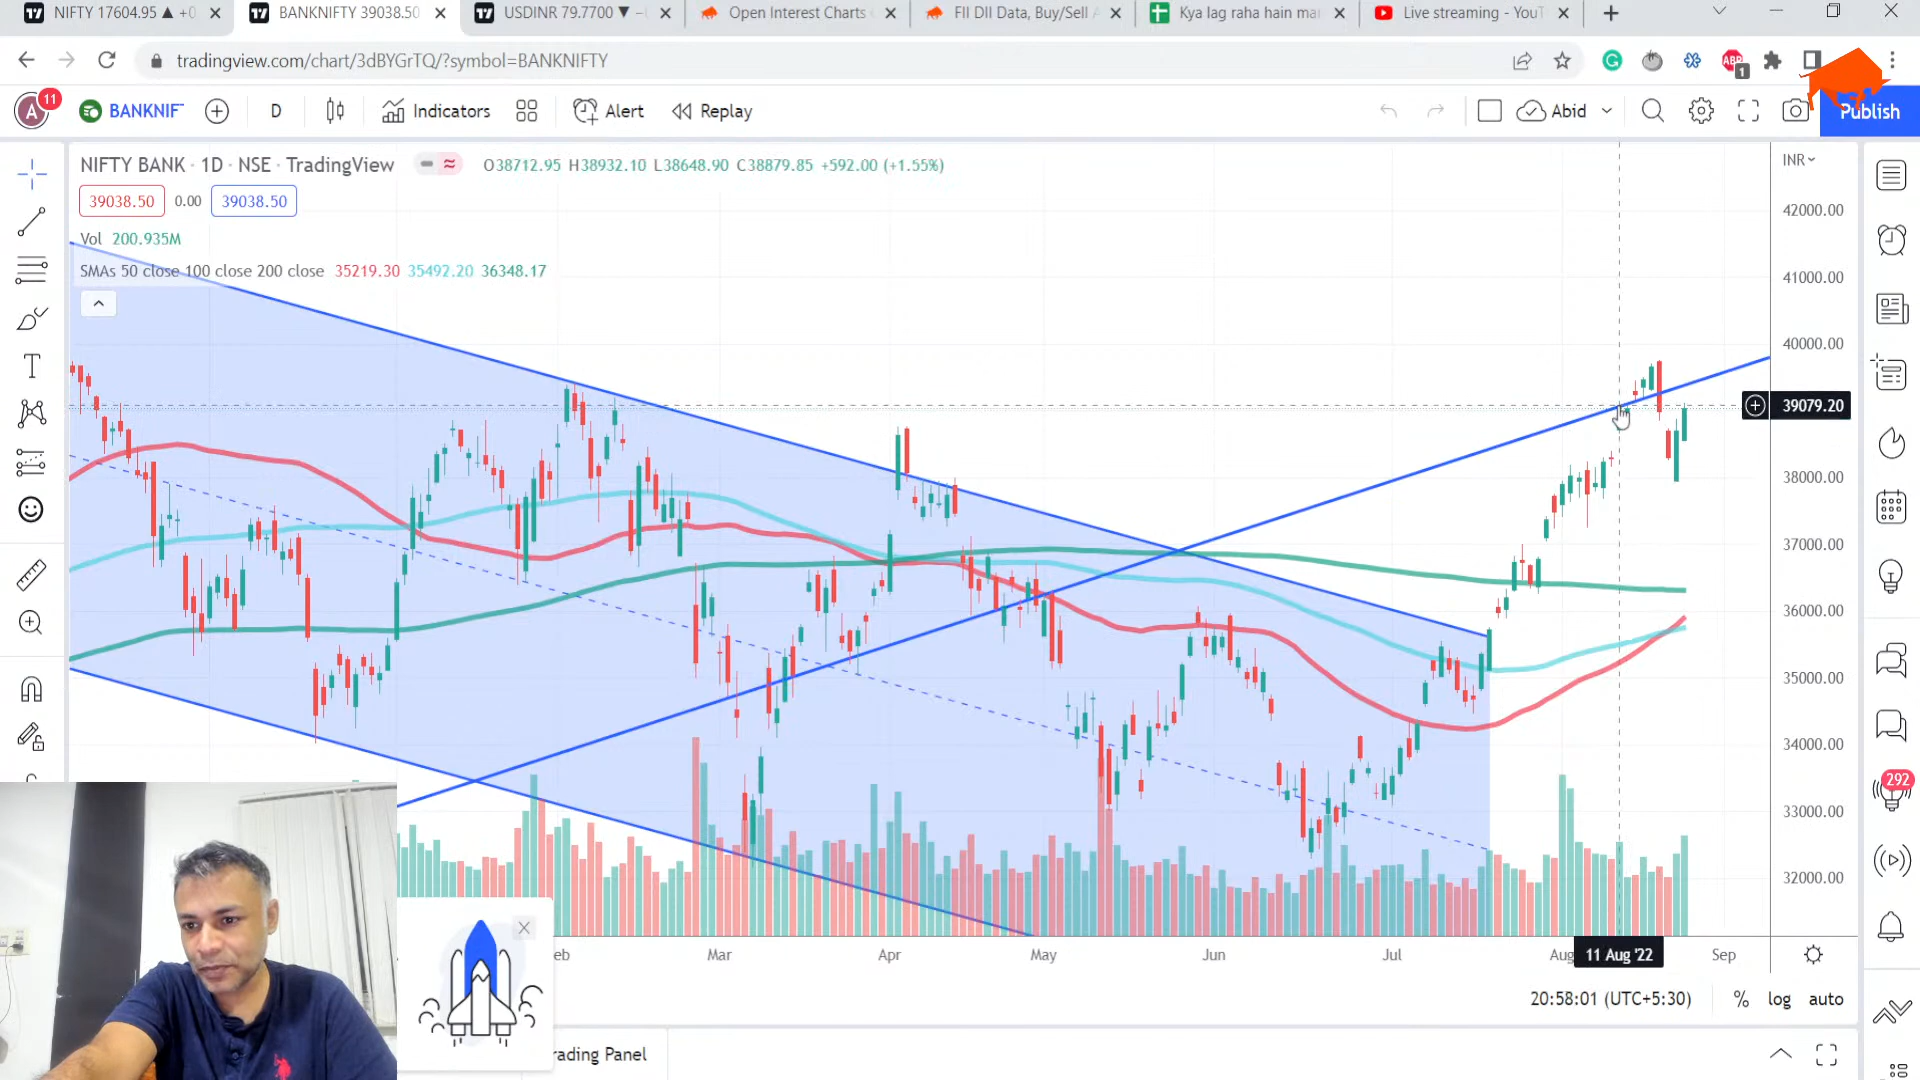 NIFTY 17604.95 ▲ +0
BANKNIFTY 39038.50
USDINR 79.7700 ▼ −
Open Interest Charts
FII DII Data, Buy/Sell
Kya lag raha hain ma
Live streaming - YouT
tradingview.com/chart/3dBYGrTQ/?symbol=BANKNIFTY
ABP
1
A
11
BANKNIF
D
Indicators
Alert
Replay
Abid
Publish
NIFTY BANK · 1D · NSE · TradingView
O38712.95 H38932.10 L38648.90 C38879.85 +592.00 (+1.55%)
INR
39038.50
0.00
39038.50
Vol 200.935M
SMAs 50 close 100 close 200 close 35219.30 35492.20 36348.17
42000.00
41000.00
40000.00
39079.20
38000.00
37000.00
36000.00
35000.00
34000.00
33000.00
32000.00
292
eb
Mar
Apr
May
Jun
Jul
Aug
11 Aug '22
Sep
20:58:01 (UTC+5:30)
%
log
auto
rading Panel